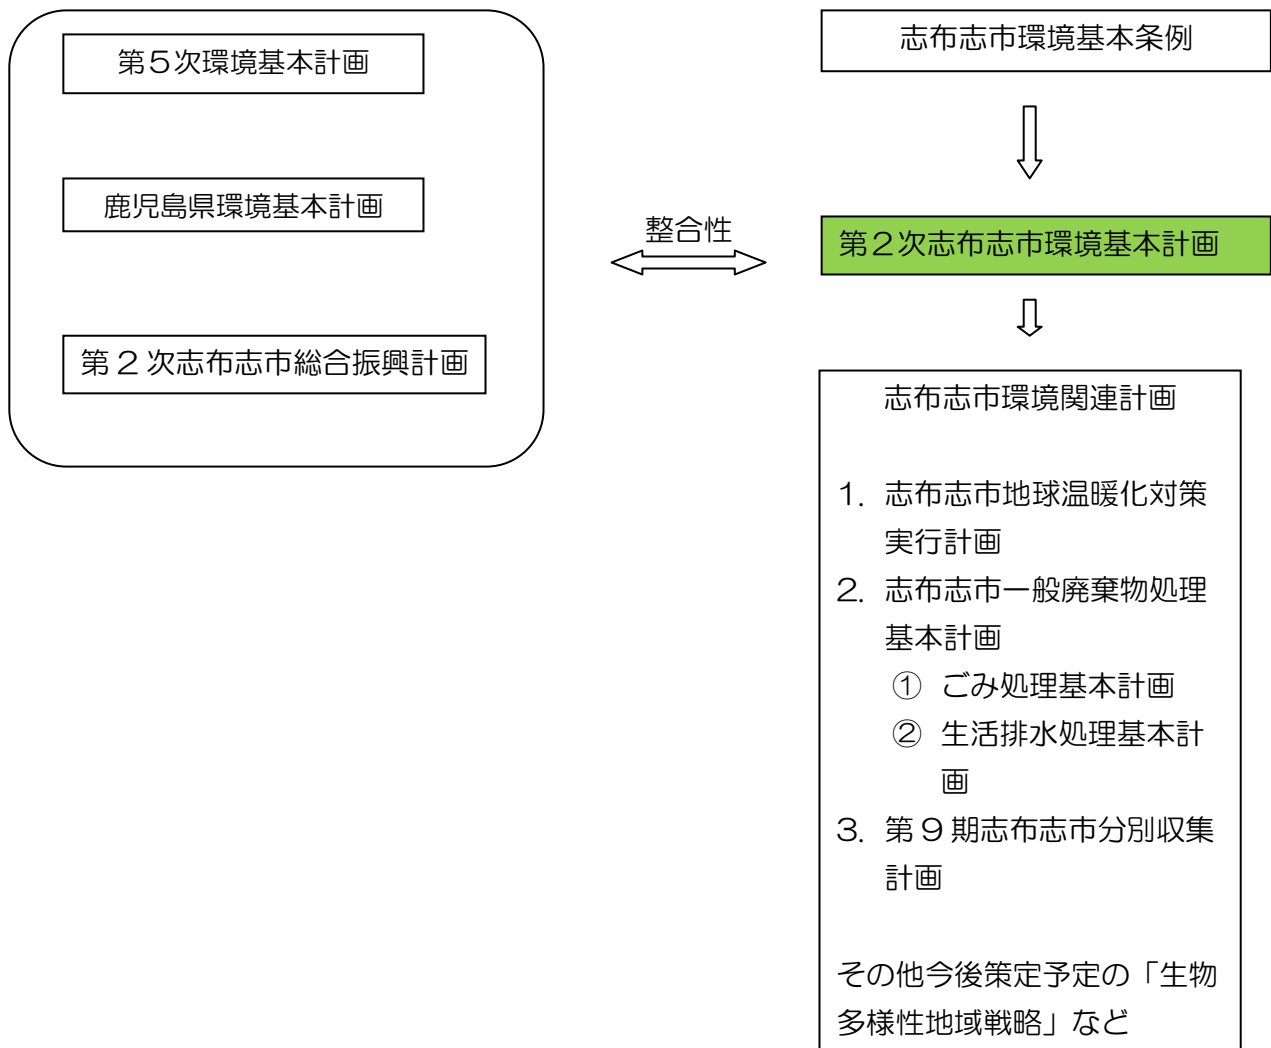 第5次環境基本計画
鹿児島県環境基本計画
第2次志布志市総合振興計画
整合性
志布志市環境基本条例
第2次志布志市環境基本計画
志布志市環境関連計画
1. 志布志市地球温暖化対策
実行計画
2. 志布志市一般廃棄物処理
基本計画
① ごみ処理基本計画
② 生活排水処理基本計
画
3. 第9期志布志市分別収集
計画
その他今後策定予定の「生物
多様性地域戦略」など